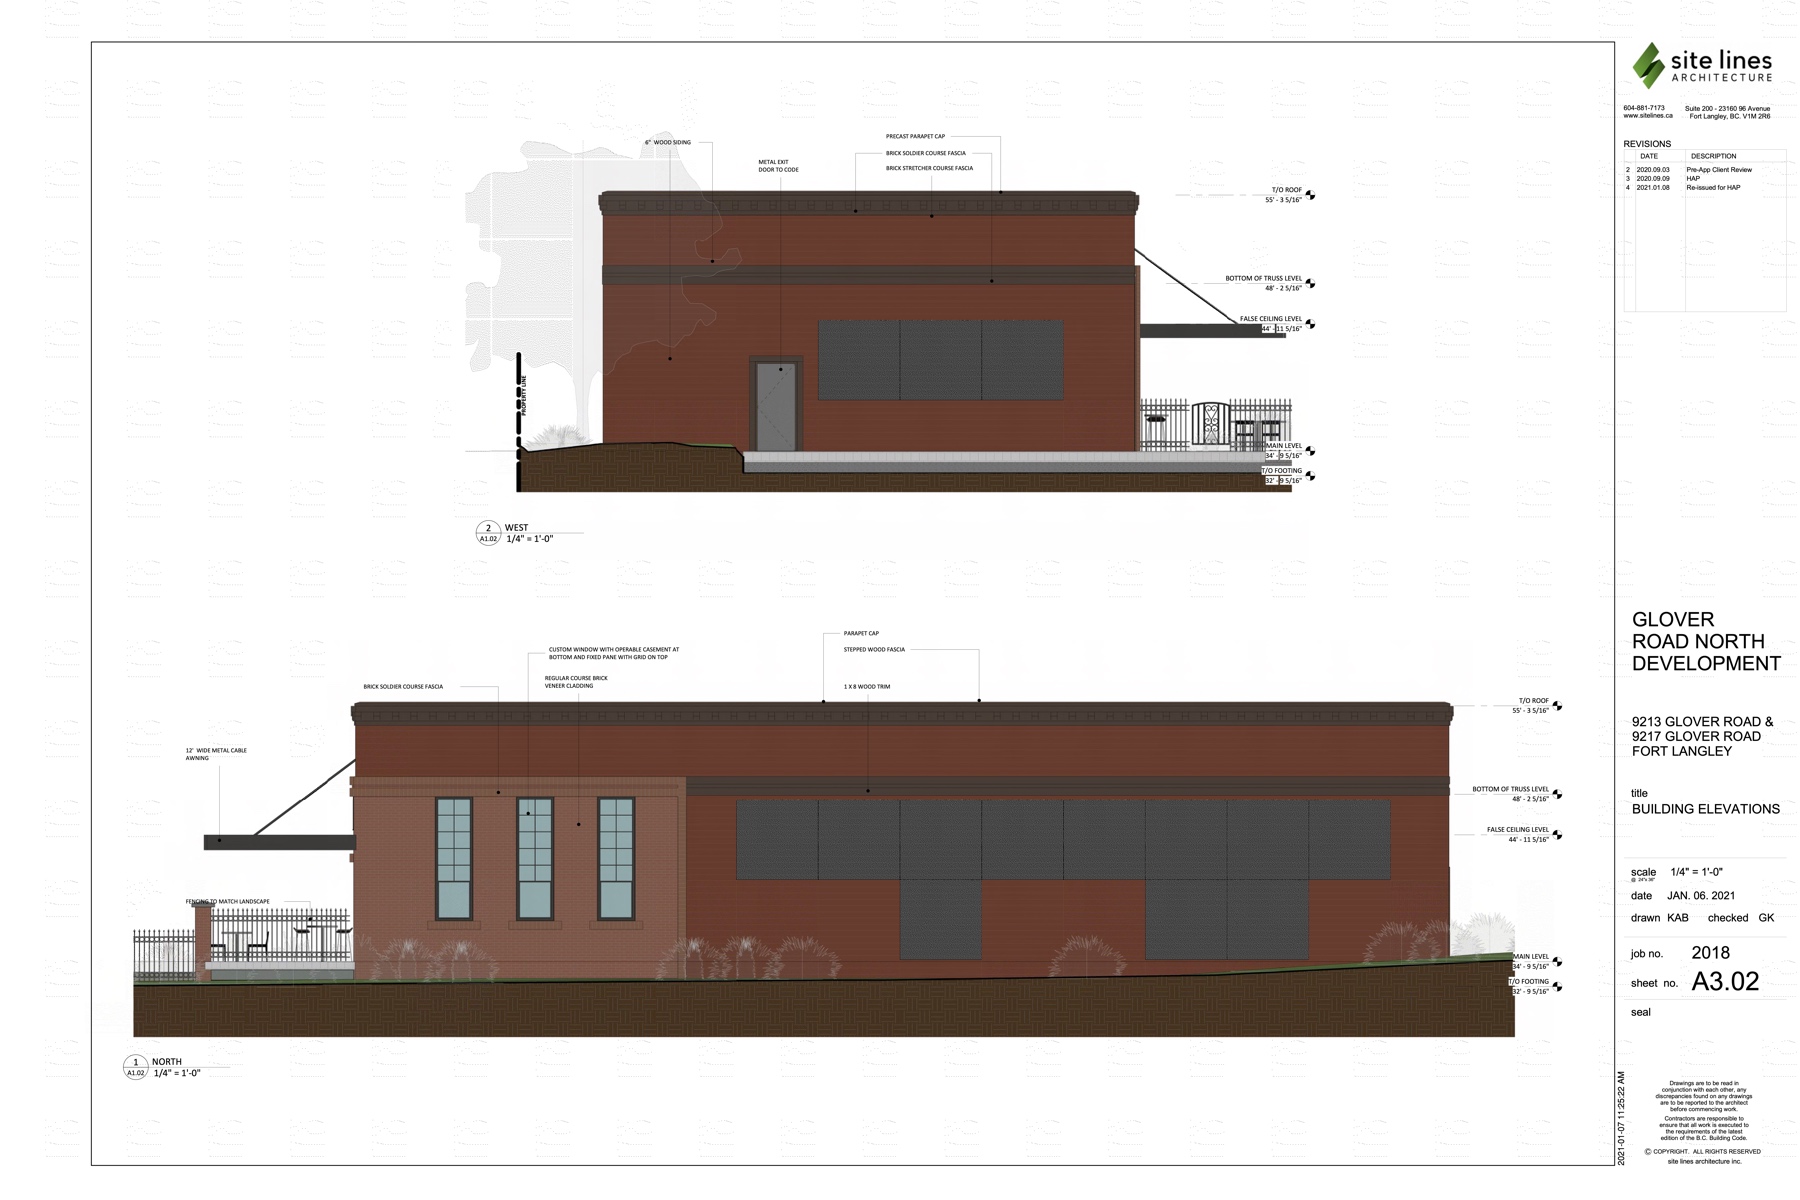 site lines
ARCHITECTURE
604-881-7173
www.sitelines.ca
Suite 200 - 23160 96 Avenue
Fort Langley, BC. V1M 2R6
REVISIONS
DATE DESCRIPTION
2 2020.09.03 Pre-App Client Review
3 2020.09.09 HAP
4 2021.01.08 Re-issued for HAP
6" WOOD SIDING
METAL EXIT
DOOR TO CODE
PRECAST PARAPET CAP
BRICK SOLDIER COURSE FASCIA
BRICK STRETCHER COURSE FASCIA
T/O ROOF
55' - 3 5/16"
BOTTOM OF TRUSS LEVEL
48' - 2 5/16"
FALSE CEILING LEVEL
44' - 11 5/16"
PROPERTY LINE
MAIN LEVEL
34' - 9 5/16"
T/O FOOTING
32' - 9 5/16"
2
A1.02
WEST
1/4" = 1'-0"
PARAPET CAP
STEPPED WOOD FASCIA
CUSTOM WINDOW WITH OPERABLE CASEMENT AT
BOTTOM AND FIXED PANE WITH GRID ON TOP
REGULAR COURSE BRICK
VENEER CLADDING
BRICK SOLDIER COURSE FASCIA
1 X 8 WOOD TRIM
12' WIDE METAL CABLE
AWNING
FENCING TO MATCH LANDSCAPE
T/O ROOF
55' - 3 5/16"
BOTTOM OF TRUSS LEVEL
48' - 2 5/16"
FALSE CEILING LEVEL
44' - 11 5/16"
MAIN LEVEL
34' - 9 5/16"
T/O FOOTING
32' - 9 5/16"
1
A1.02
NORTH
1/4" = 1'-0"
GLOVER
ROAD NORTH
DEVELOPMENT
9213 GLOVER ROAD &
9217 GLOVER ROAD
FORT LANGLEY
title
BUILDING ELEVATIONS
scale 1/4" = 1'-0"
@ 24"x 36"
date JAN. 06. 2021
drawn KAB checked GK
job no. 2018
sheet no. A3.02
seal
2021-01-07 11:25:22 AM
Drawings are to be read in
conjunction with each other, any
discrepancies found on any drawings
are to be reported to the architect
before commencing work.
Contractors are responsible to
ensure that all work is executed to
the requirements of the latest
edition of the B.C. Building Code.
© COPYRIGHT. ALL RIGHTS RESERVED
site lines architecture inc.